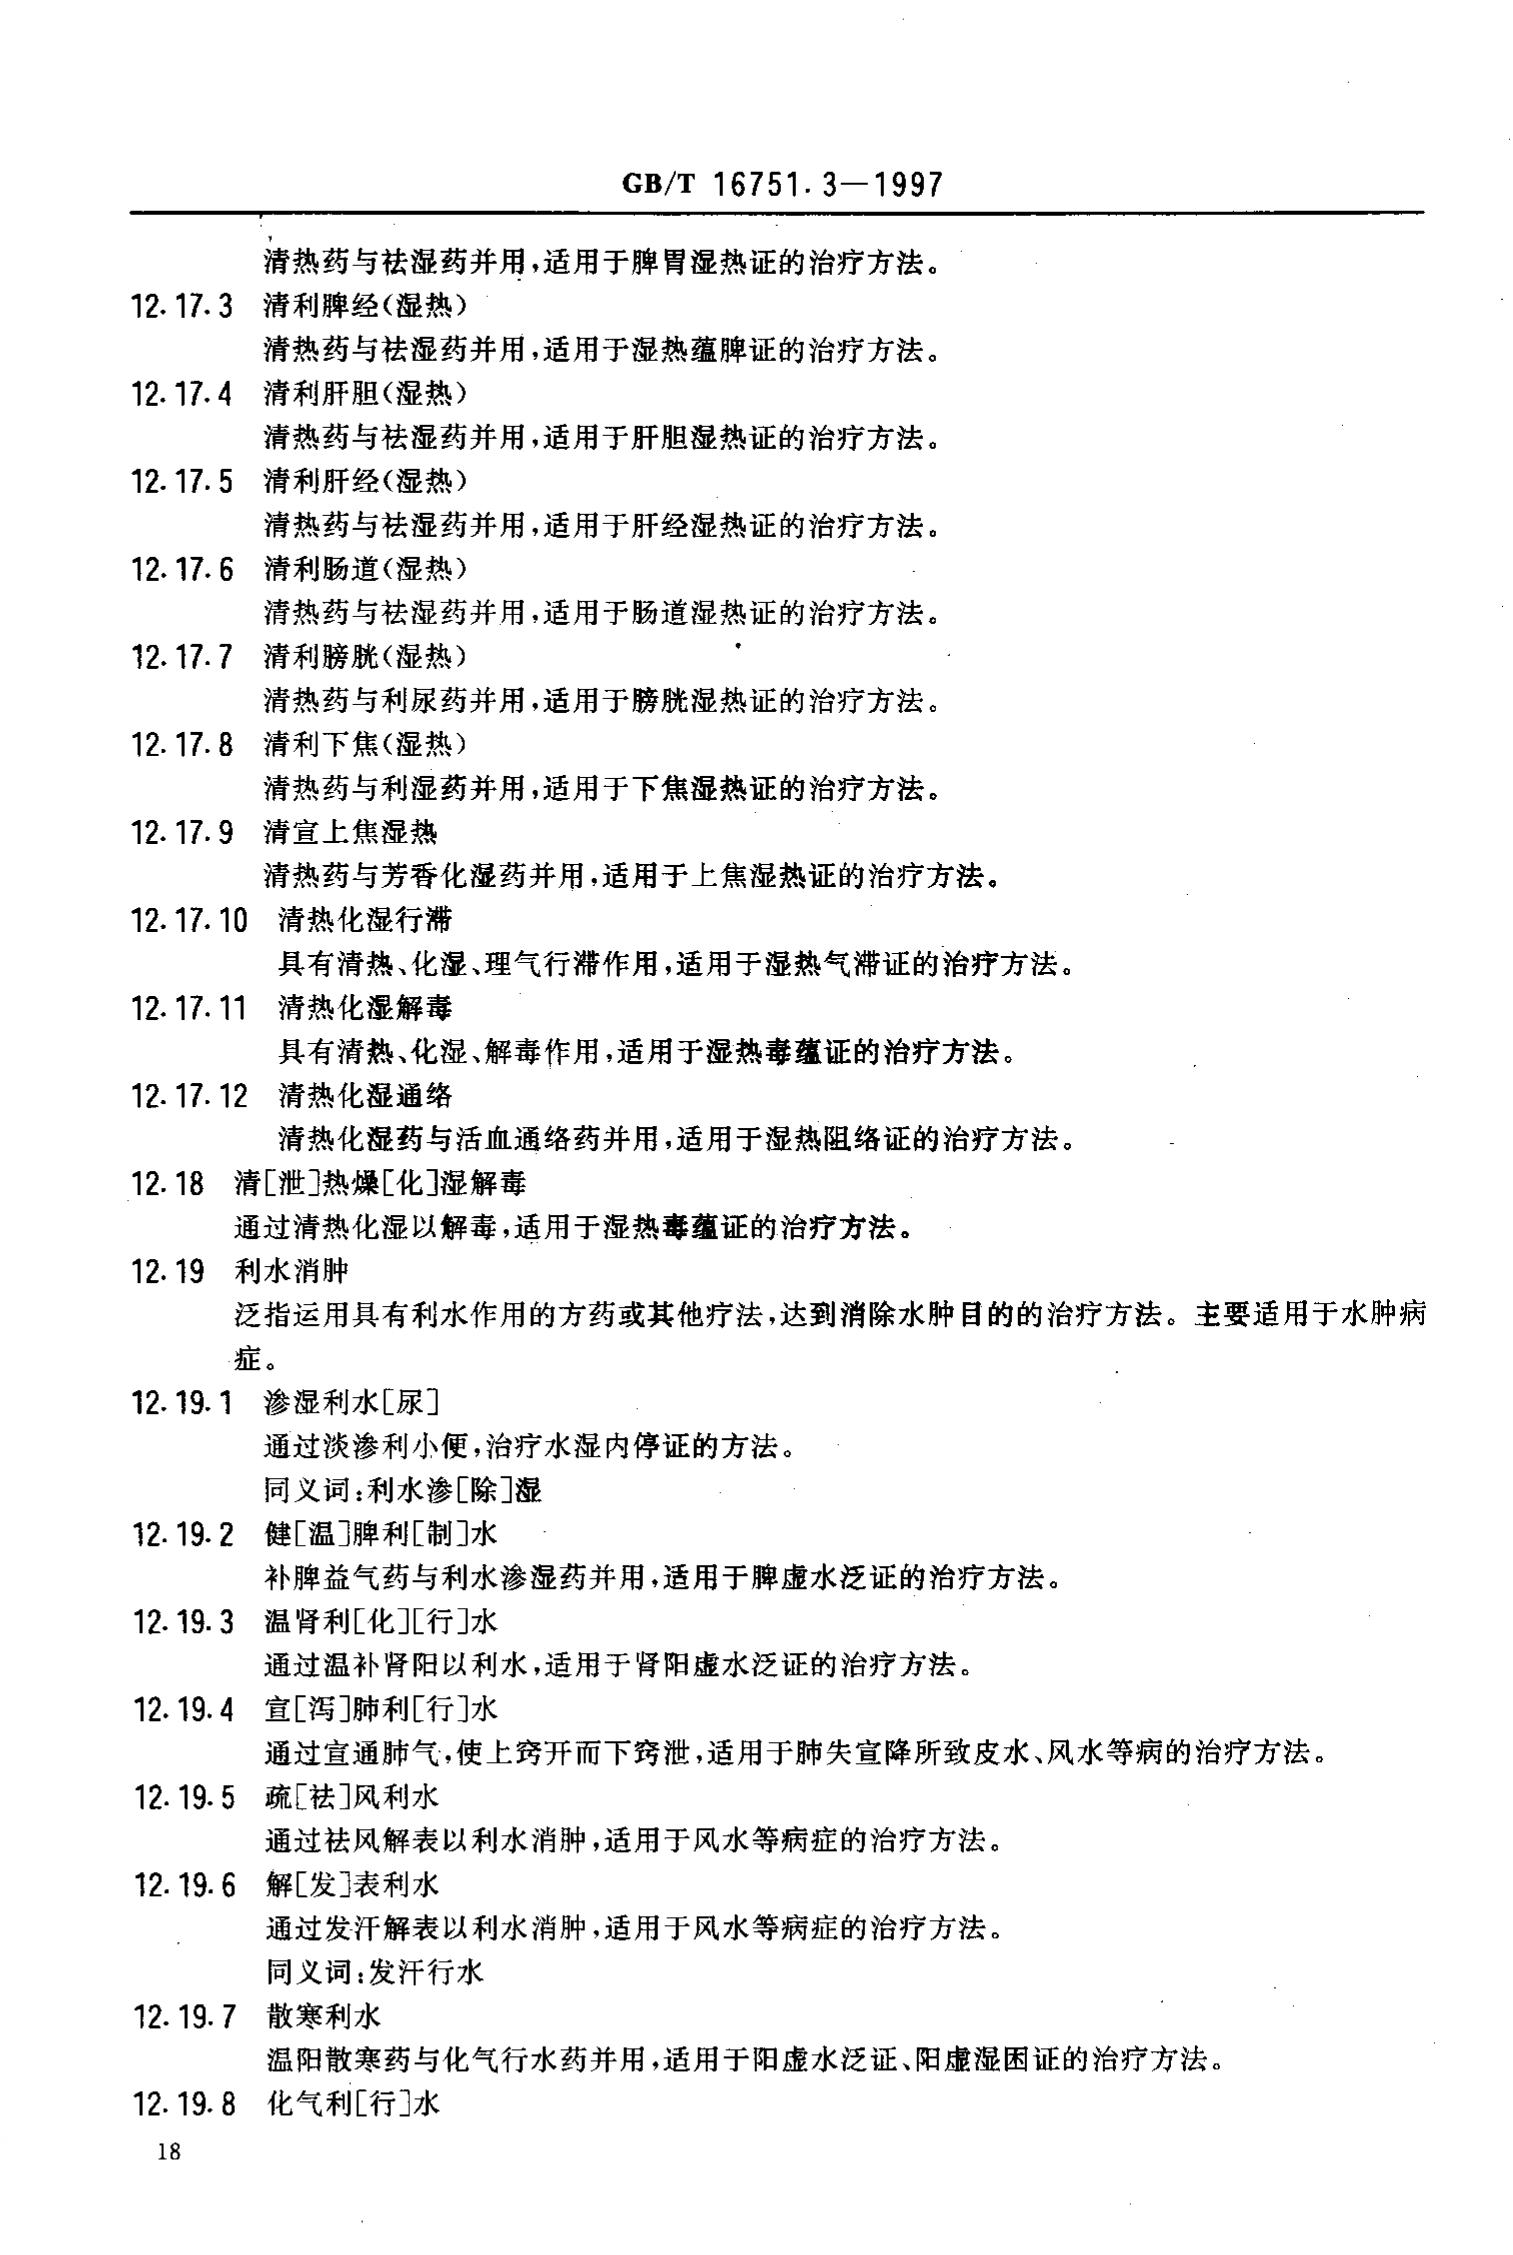 GB/T 16751.3—1997
清热药与祛湿药并用,适用于脾胃湿热证的治疗方法。
12.17.3 清利脾经(湿热)
清热药与祛湿药并用,适用于湿热蕴脾证的治疗方法。
12.17.4 清利肝胆(湿热)
清热药与祛湿药并用,适用于肝胆湿热证的治疗方法。
12.17.5 清利肝经(湿热)
清热药与祛湿药并用,适用于肝经湿热证的治疗方法。
12.17.6 清利肠道(湿热)
清热药与祛湿药并用,适用于肠道湿热证的治疗方法。
12.17.7 清利膀胱(湿热)
清热药与利尿药并用,适用于膀胱湿热证的治疗方法。
12.17.8 清利下焦(湿热)
清热药与利湿药并用,适用于下焦湿热证的治疗方法。
12.17.9 清宣上焦湿热
清热药与芳香化湿药并用,适用于上焦湿热证的治疗方法。
12.17.10 清热化湿行滞
具有清热、化湿、理气行滞作用,适用于湿热气滞证的治疗方法。
12.17.11 清热化湿解毒
具有清热、化湿、解毒作用,适用于湿热毒蕴证的治疗方法。
12.17.12 清热化湿通络
清热化湿药与活血通络药并用,适用于湿热阻络证的治疗方法。
12.18 清[泄]热燥[化]湿解毒
通过清热化湿以解毒,适用于湿热毒蕴证的治疗方法。
12.19 利水消肿
泛指运用具有利水作用的方药或其他疗法,达到消除水肿目的的治疗方法。主要适用于水肿病
症。
12.19.1 渗湿利水[尿]
通过淡渗利小便,治疗水湿内停证的方法。
同义词:利水渗[除]湿
12.19.2 健[温]脾利[制]水
补脾益气药与利水渗湿药并用,适用于脾虚水泛证的治疗方法。
12.19.3 温肾利[化][行]水
通过温补肾阳以利水,适用于肾阳虚水泛证的治疗方法。
12.19.4 宣[泻]肺利[行]水
通过宣通肺气,使上窍开而下窍泄,适用于肺失宣降所致皮水、风水等病的治疗方法。
12.19.5 疏[祛]风利水
通过祛风解表以利水消肿,适用于风水等病症的治疗方法。
12.19.6 解[发]表利水
通过发汗解表以利水消肿,适用于风水等病症的治疗方法。
同义词:发汗行水
12.19.7 散寒利水
温阳散寒药与化气行水药并用,适用于阳虚水泛证、阳虚湿困证的治疗方法。
12.19.8 化气利[行]水
18